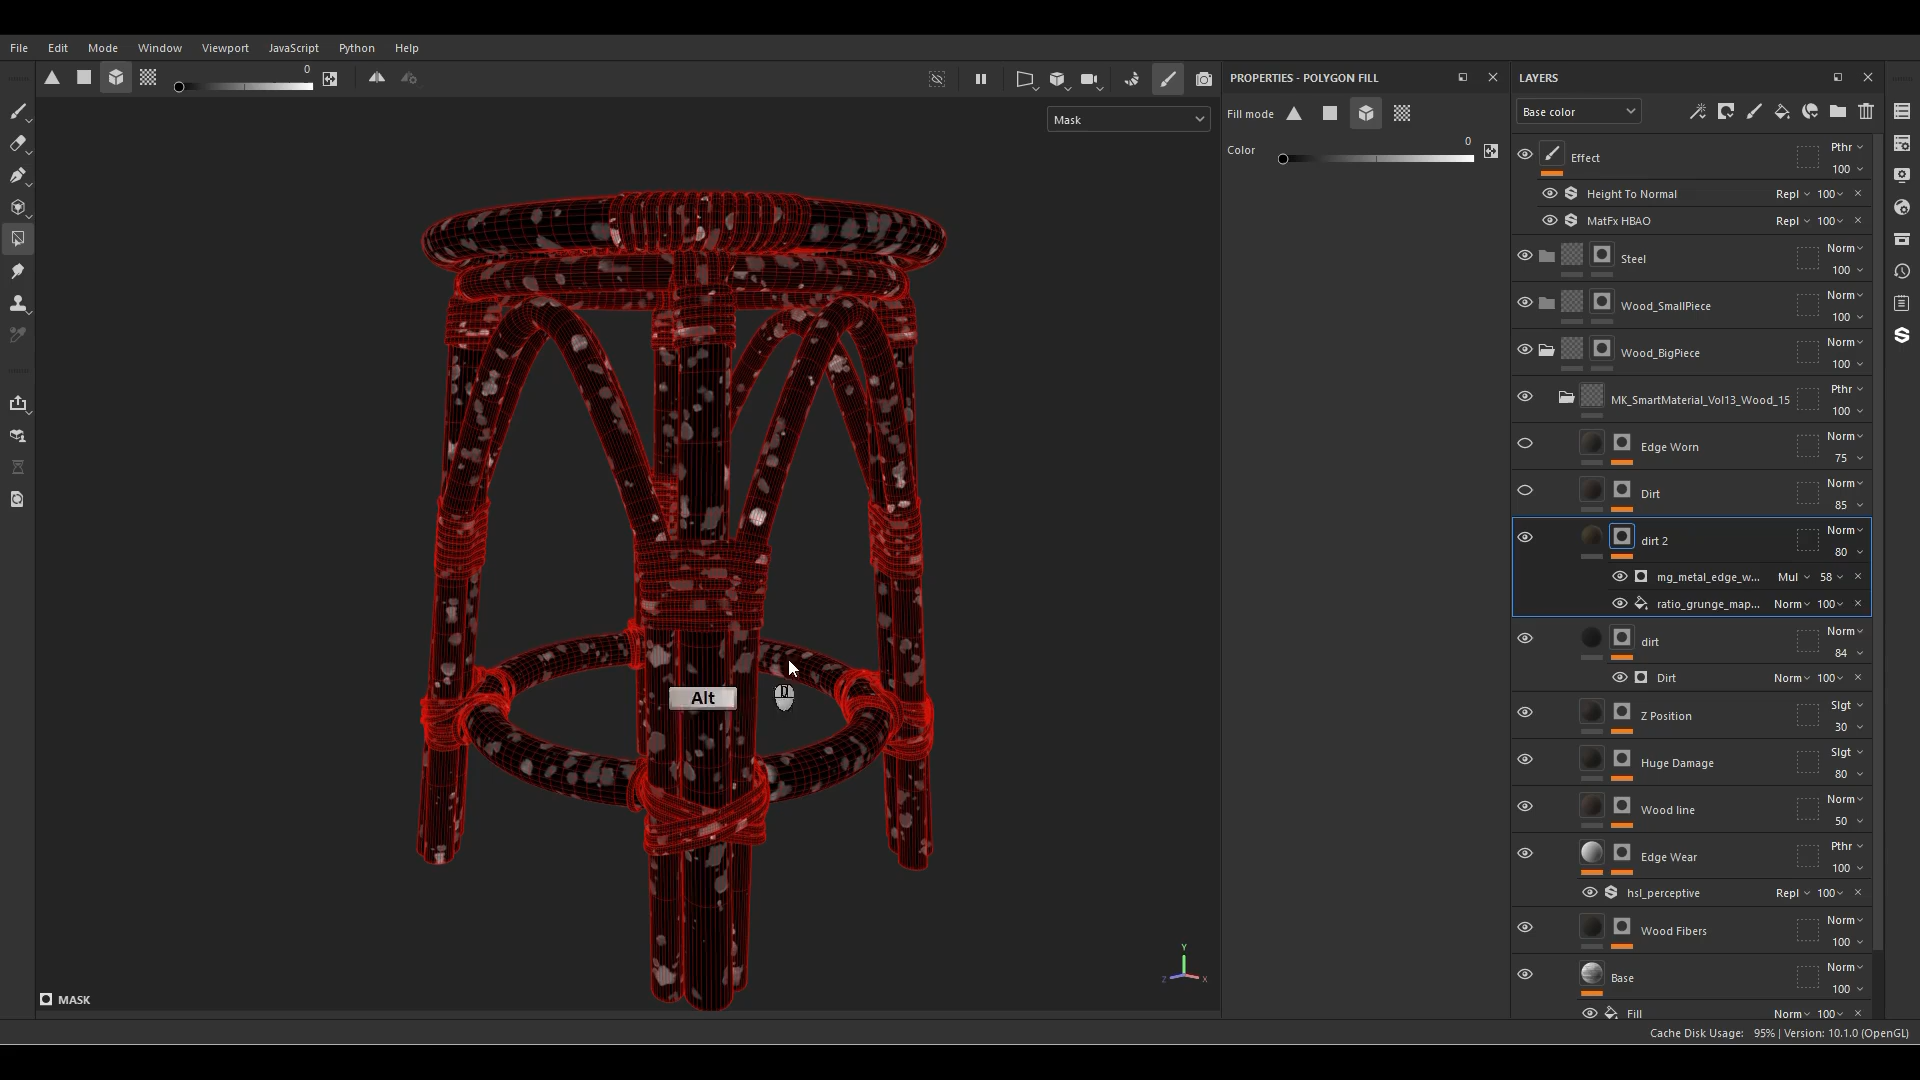 File Edit Mode Window Viewport JavaScript Python Help
0
PROPERTIES - POLYGON FILL
LAYERS
Mask
Fill mode
Color 0
Base color
Effect Pthr 100
Height To Normal Repl 100
MatFx HBAO Repl 100
Steel Norm 100
Wood_SmallPiece Norm 100
Wood_BigPiece Norm 100
MK_SmartMaterial_Vol13_Wood_15 Pthr 100
Edge Worn Norm 75
Dirt Norm 85
dirt 2 Norm 80
mg_metal_edge_w... Mul 58
ratio_grunge_map... Norm 100
dirt Norm 84
Dirt Norm 100
Z Position Slgt 30
Huge Damage Slgt 80
Wood line Norm 50
Edge Wear Pthr 100
hsl_perceptive Repl 100
Wood Fibers Norm 100
Base Norm 100
Fill Norm 100
Alt
Y
Z X
MASK
Cache Disk Usage: 95% | Version: 10.1.0 (OpenGL)